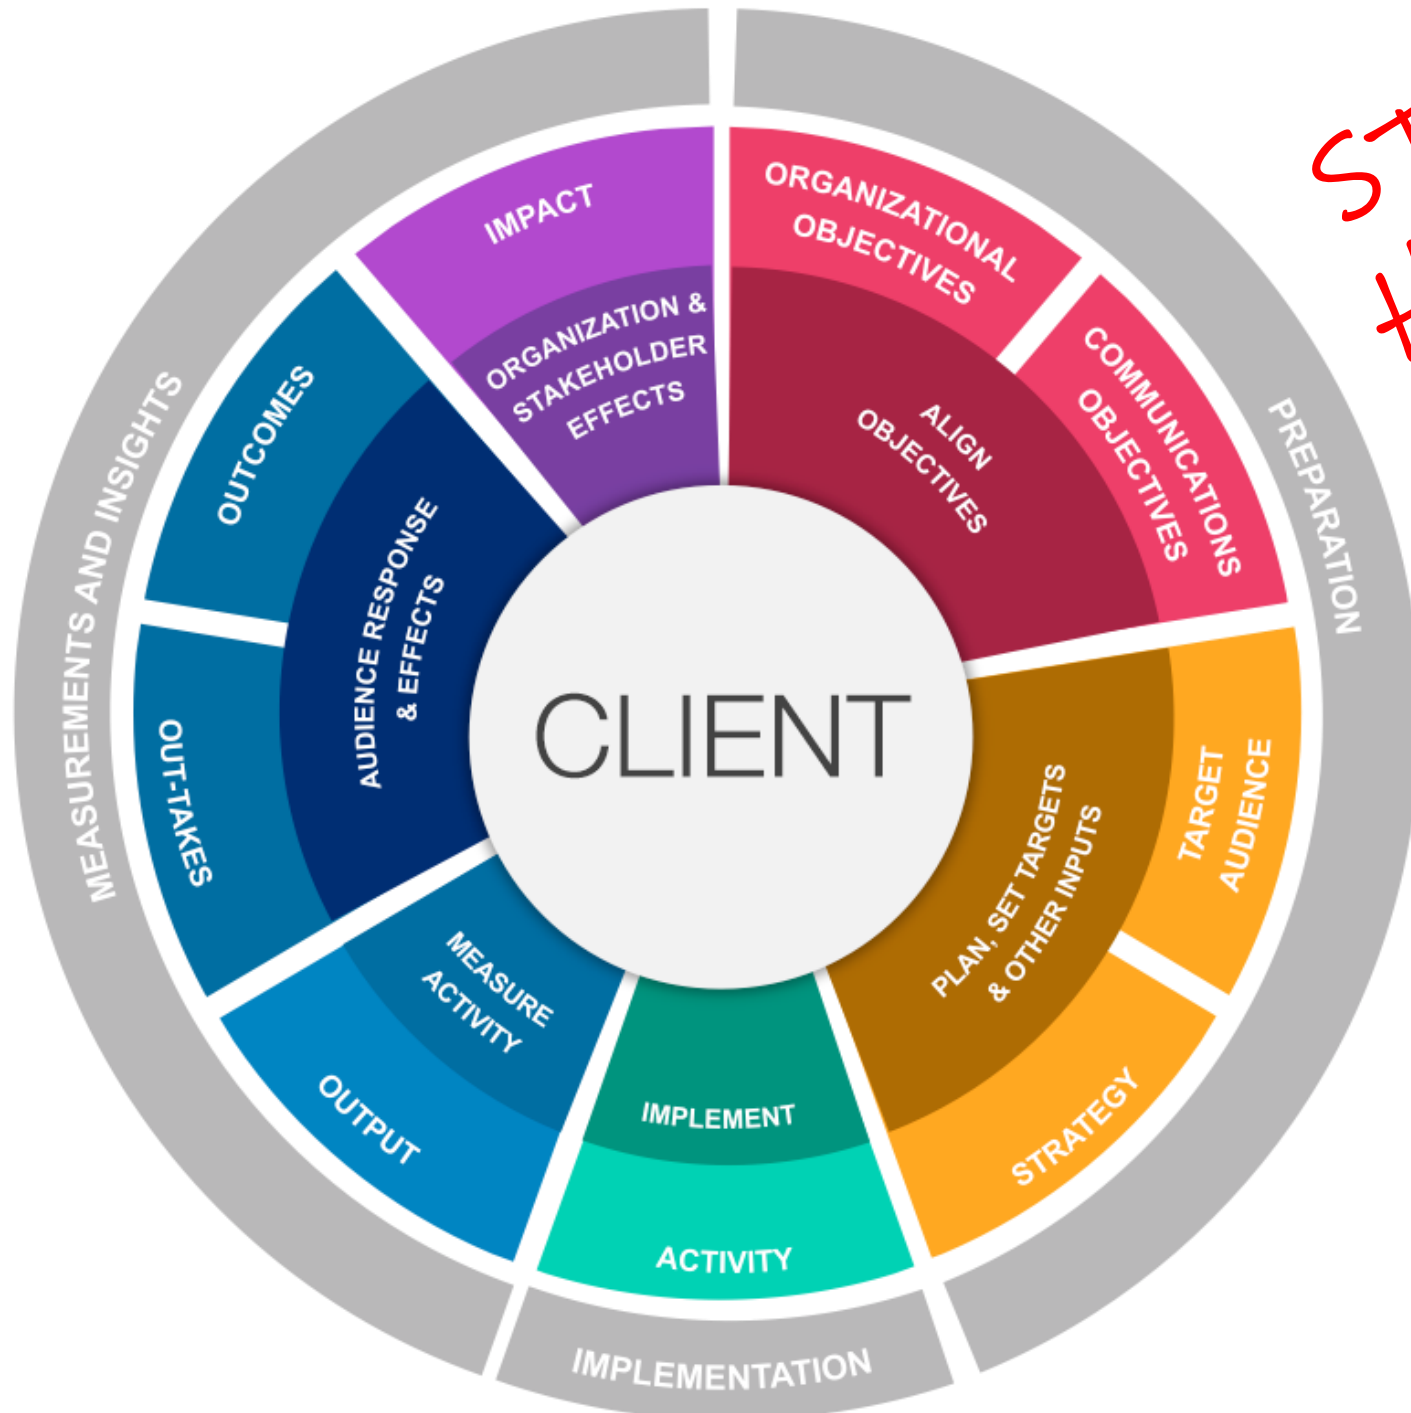 ORGANIZATIONAL
OBJECTIVES
COMMUNICATIONS
OBJECTIVES
ALIGN
OBJECTIVES
PREPARATION
TARGET
AUDIENCE
PLAN, SET TARGETS
& OTHER INPUTS
STRATEGY
IMPLEMENT
ACTIVITY
IMPLEMENTATION
MEASURE
ACTIVITY
OUTPUT
OUT-TAKES
AUDIENCE RESPONSE
& EFFECTS
OUTCOMES
MEASUREMENTS AND INSIGHTS
IMPACT
ORGANIZATION &
STAKEHOLDER
EFFECTS
CLIENT